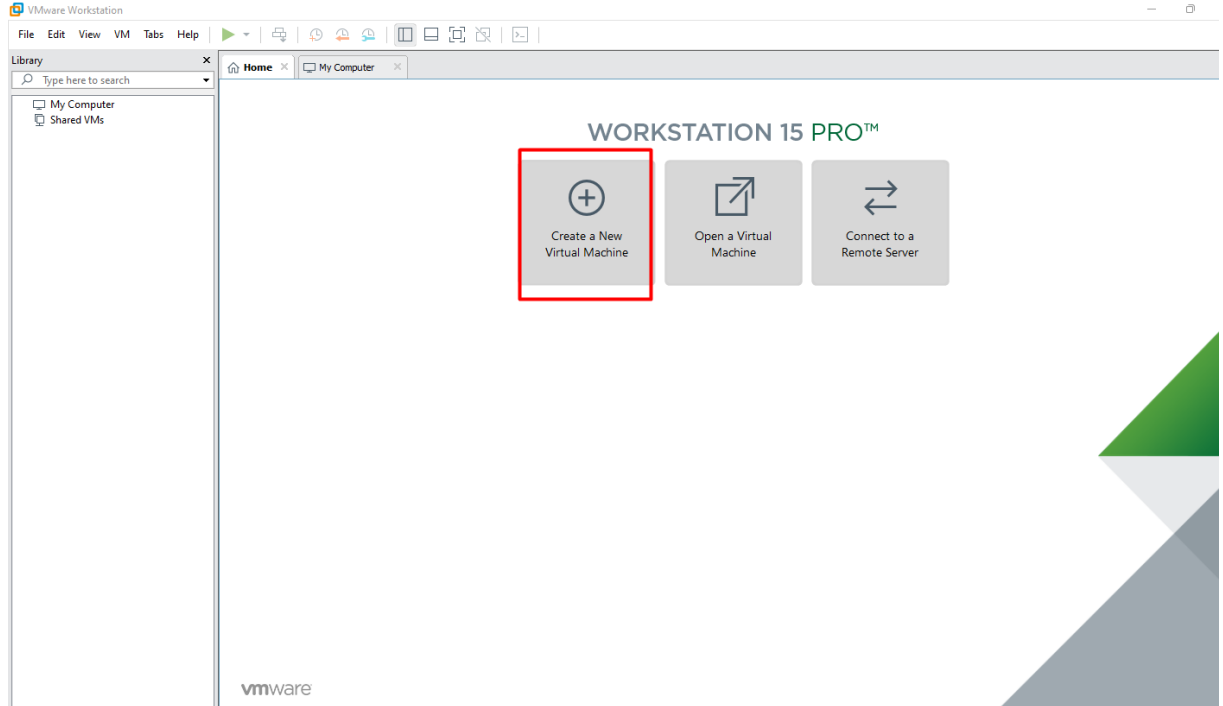 VMware Workstation
File Edit View VM Tabs Help
Library
Type here to search
My Computer
Shared VMs
Home
My Computer
WORKSTATION 15 PRO™
Create a New
Virtual Machine
Open a Virtual
Machine
Connect to a
Remote Server
vmware